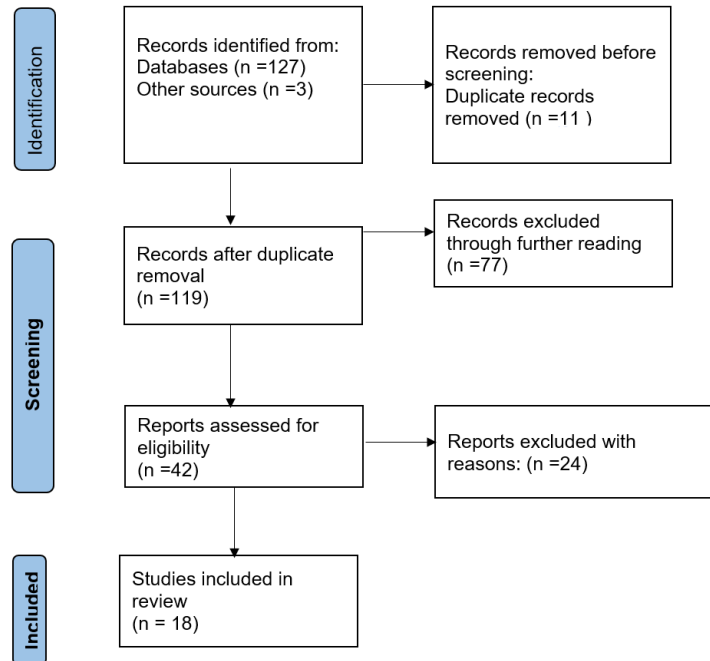 Identification
Records identified from:
Databases (n =127)
Other sources (n =3)
Records removed before
screening:
Duplicate records
removed (n =11 )
Screening
Records after duplicate
removal
(n =119)
Records excluded
through further reading
(n =77)
Reports assessed for
eligibility
(n =42)
Reports excluded with
reasons: (n =24)
Included
Studies included in
review
(n = 18)